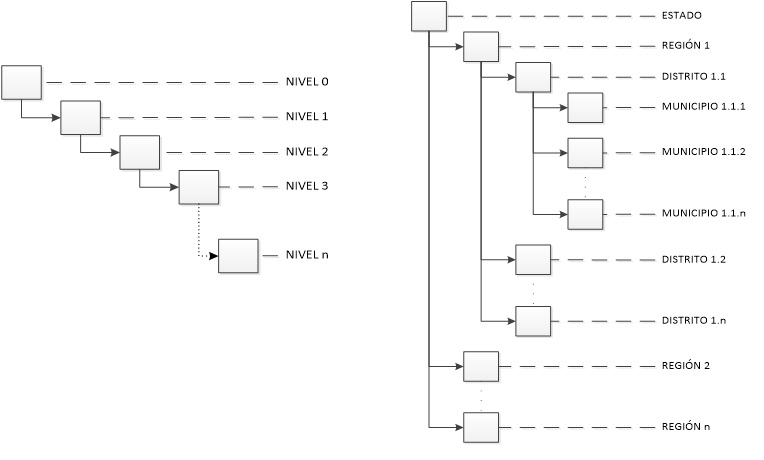 NIVEL 0
NIVEL 1
NIVEL 2
NIVEL 3
NIVEL n
ESTADO
REGIÓN 1
DISTRITO 1.1
MUNICIPIO 1.1.1
MUNICIPIO 1.1.2
MUNICIPIO 1.1.n
DISTRITO 1.2
DISTRITO 1.n
REGIÓN 2
REGIÓN n